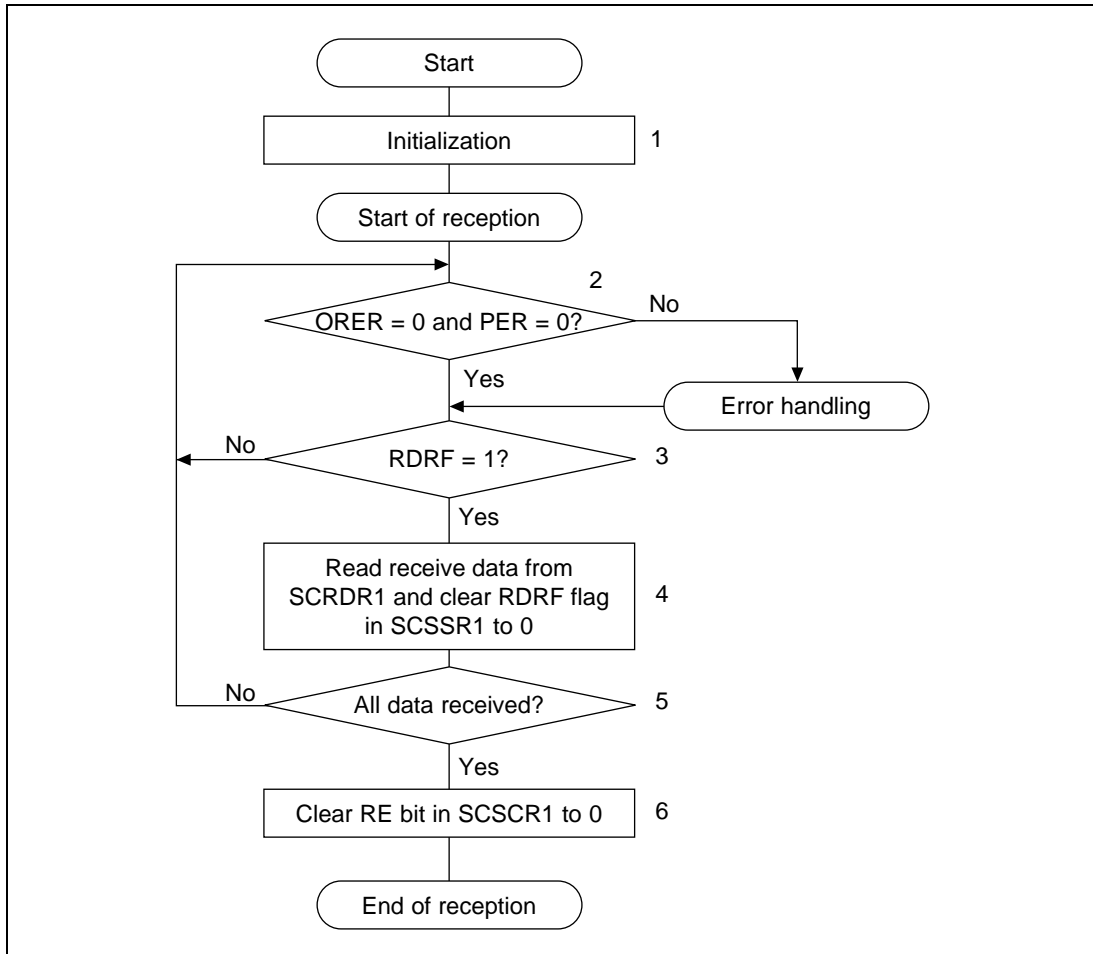 Start
Initialization
1
Start of reception
2
ORER = 0 and PER = 0?
No
Yes
Error handling
No
RDRF = 1?
3
Yes
Read receive data from
SCRDR1 and clear RDRF flag
in SCSSR1 to 0
4
No
All data received?
5
Yes
Clear RE bit in SCSCR1 to 0
6
End of reception